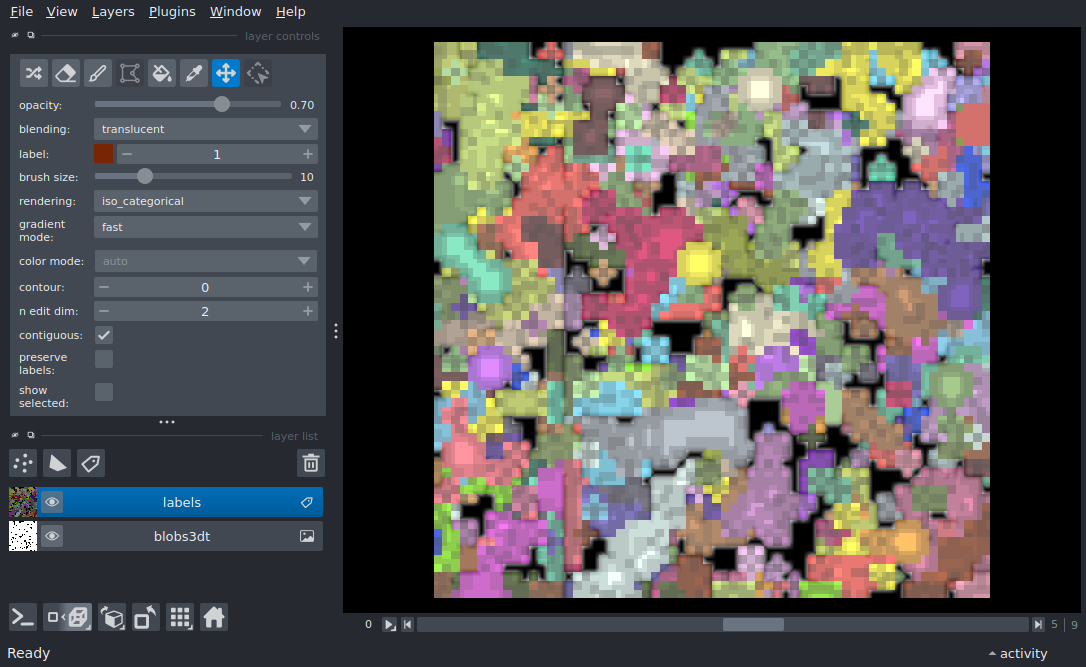 File View Layers Plugins Window Help
layer controls
opacity: 0.70
blending: translucent
label: 1
brush size: 10
rendering: iso_categorical
gradient
mode: fast
color mode: auto
contour: 0
n edit dim: 2
contiguous:
preserve
labels:
show
selected:
layer list
labels
blobs3dt
0 5 | 9
Ready activity